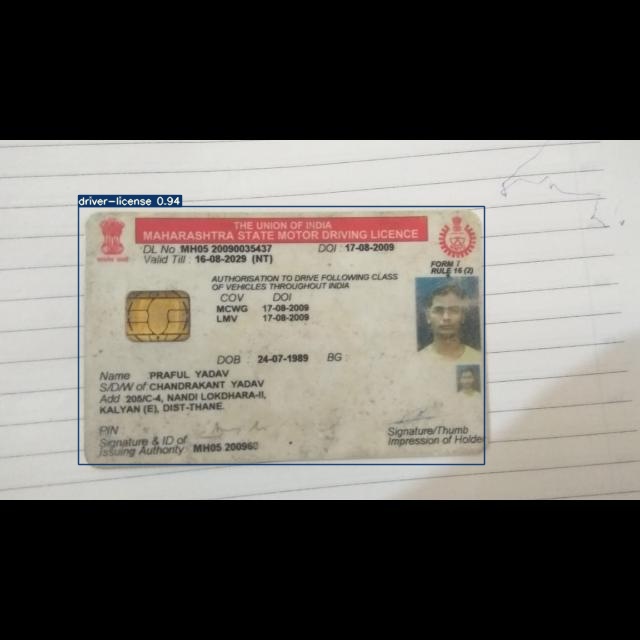 driver-license 0.94
THE UNION OF INDIA
MAHARASHTRA STATE MOTOR DRIVING LICENCE
DL No MH05 20090035437 DOI : 17-08-2009
Valid Till : 16-08-2029 (NT)
FORM 7
RULE 16 (2)
AUTHORISATION TO DRIVE FOLLOWING CLASS
OF VEHICLES THROUGHOUT INDIA
COV DOI
MCWG 17-08-2009
LMV 17-08-2009
DOB : 24-07-1989 BG :
Name PRAFUL YADAV
S/D/W of CHANDRAKANT YADAV
Add 205/C-4, NANDI LOKDHARA-II,
KALYAN (E), DIST-THANE.
PIN
Signature & ID of
Issuing Authority MH05 200960
Signature/Thumb
Impression of Holder